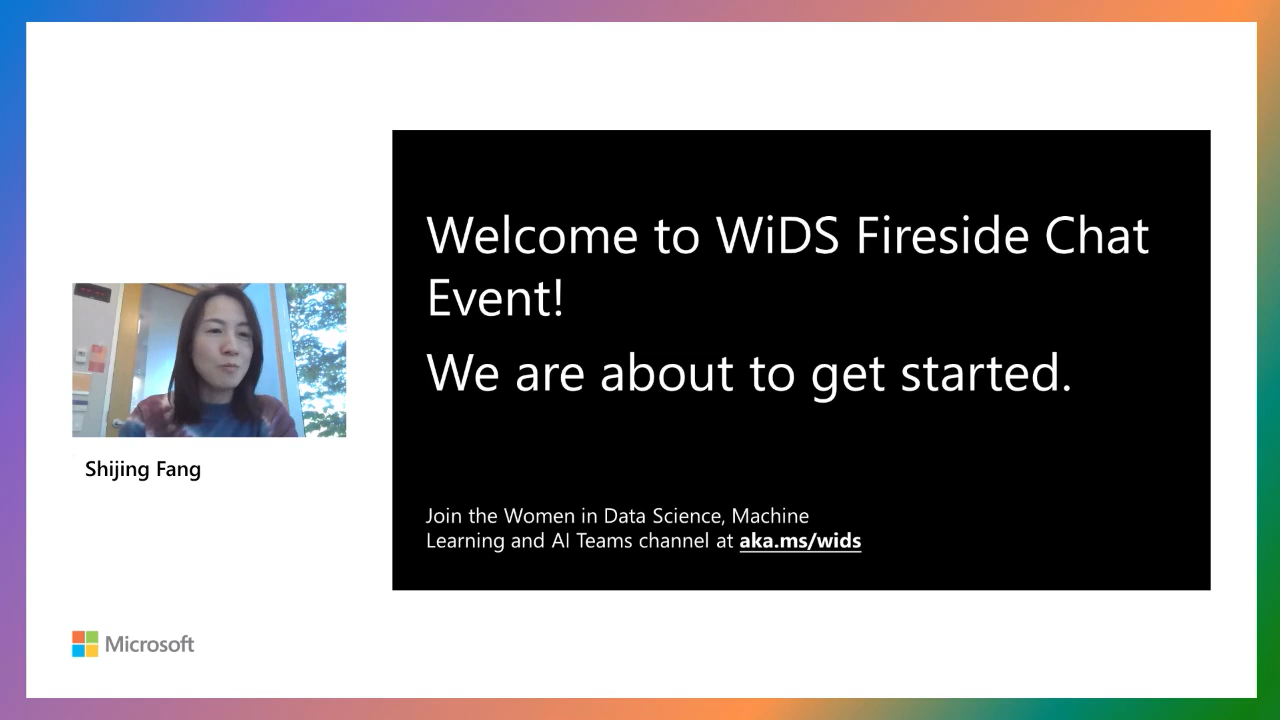 Welcome to WiDS Fireside Chat
Event!
We are about to get started.
Join the Women in Data Science, Machine
Learning and AI Teams channel at aka.ms/wids
Shijing Fang
Microsoft